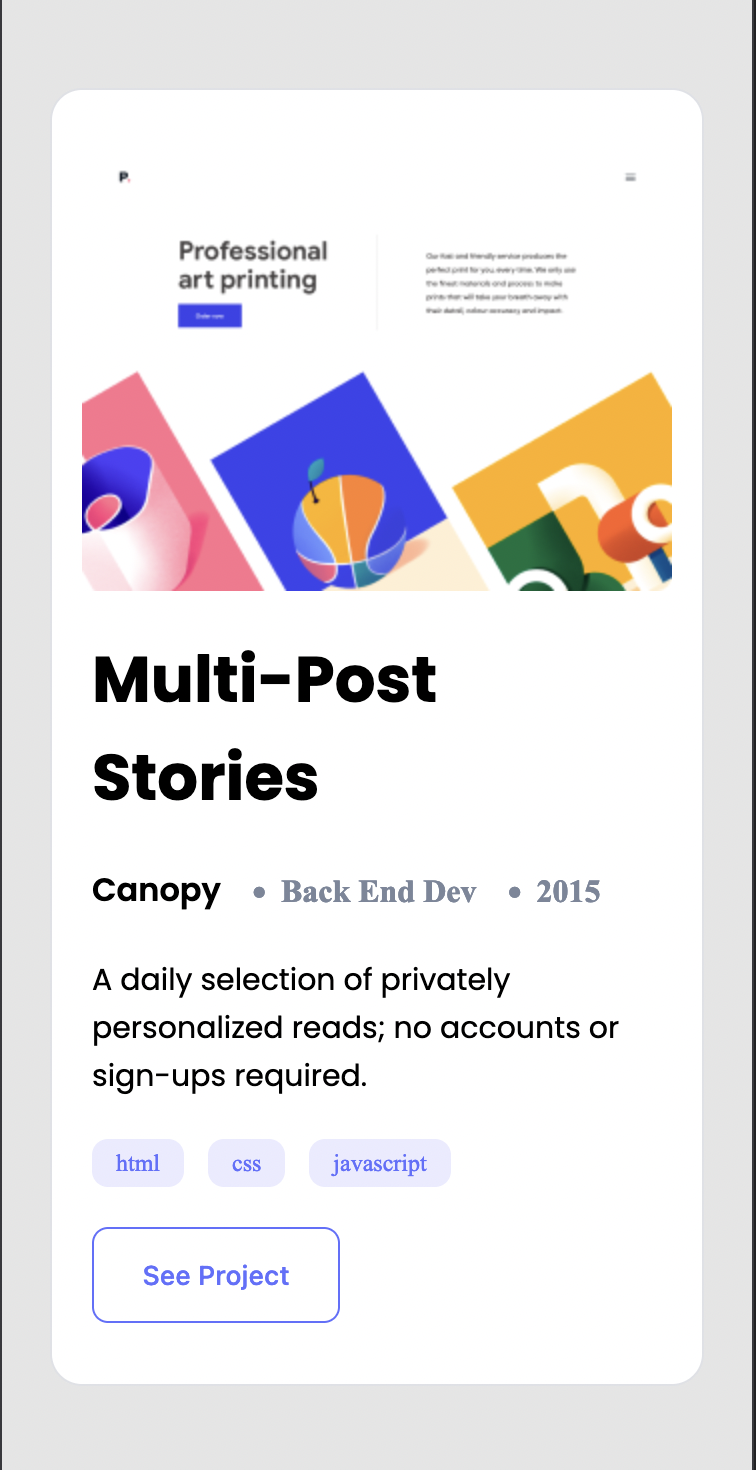 P.
Professional
art printing
Our fast and friendly service produces the
perfect print for you, every time. We only use
the finest materials and process to make
prints that will take your breath away with
their detail, colour accuracy and impact.
Order now
Multi-Post
Stories
Canopy • Back End Dev • 2015
A daily selection of privately
personalized reads; no accounts or
sign-ups required.
html css javascript
See Project